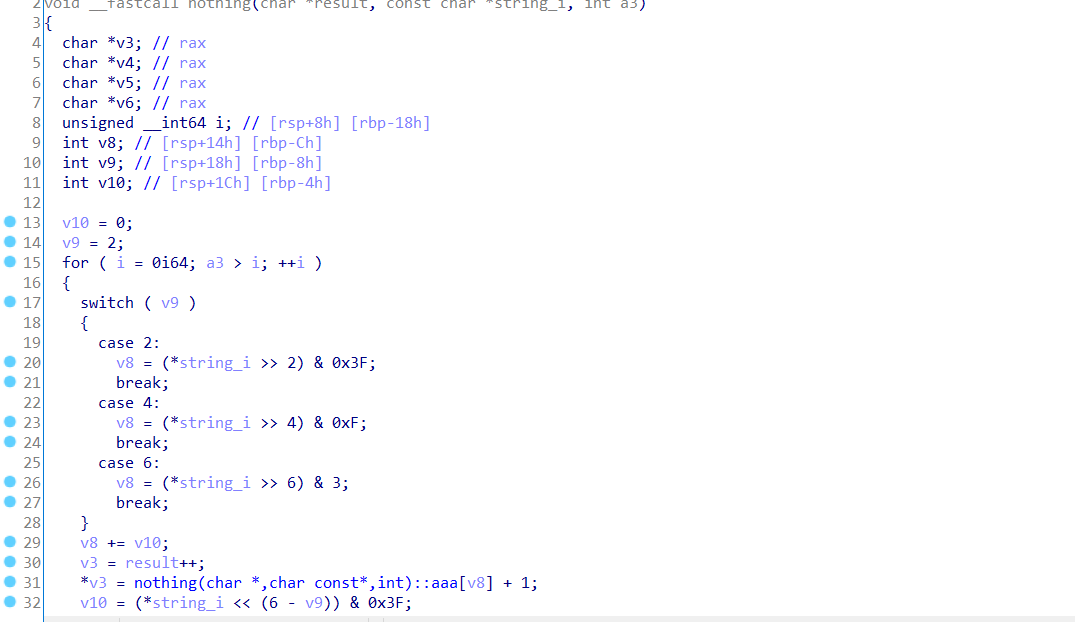 2void __fastcall nothing(char *result, const char *string_i, int a3)
3{
4 char *v3; // rax
5 char *v4; // rax
6 char *v5; // rax
7 char *v6; // rax
8 unsigned __int64 i; // [rsp+8h] [rbp-18h]
9 int v8; // [rsp+14h] [rbp-Ch]
10 int v9; // [rsp+18h] [rbp-8h]
11 int v10; // [rsp+1Ch] [rbp-4h]
12
13 v10 = 0;
14 v9 = 2;
15 for ( i = 0i64; a3 > i; ++i )
16 {
17 switch ( v9 )
18 {
19 case 2:
20 v8 = (*string_i >> 2) & 0x3F;
21 break;
22 case 4:
23 v8 = (*string_i >> 4) & 0xF;
24 break;
25 case 6:
26 v8 = (*string_i >> 6) & 3;
27 break;
28 }
29 v8 += v10;
30 v3 = result++;
31 *v3 = nothing(char *,char const*,int)::aaa[v8] + 1;
32 v10 = (*string_i << (6 - v9)) & 0x3F;